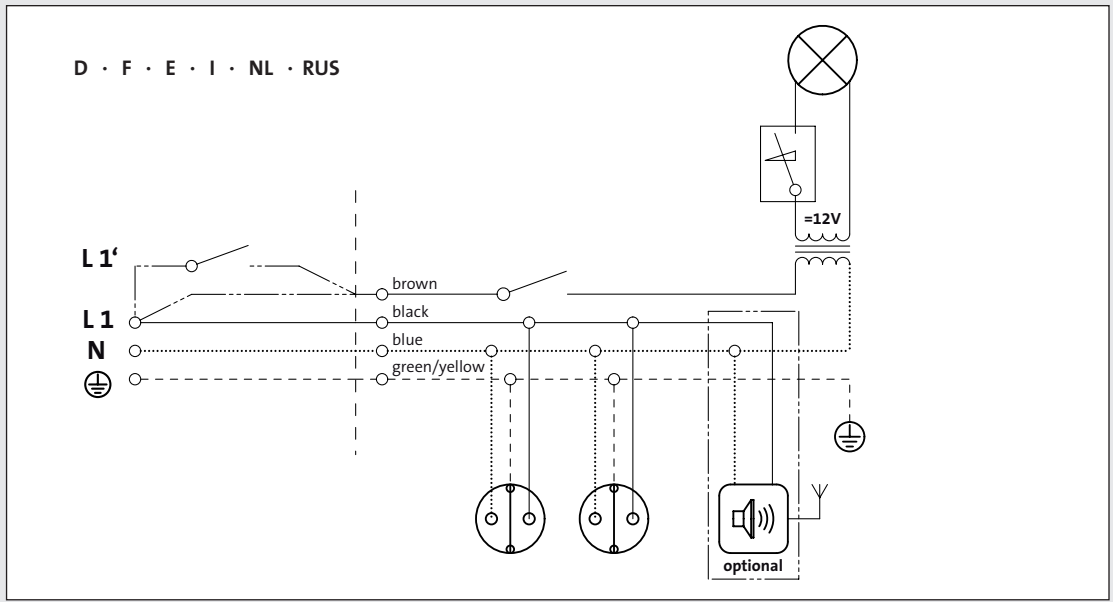 D · F · E · I · NL · RUS
=12V
L 1‘
brown
L 1
black
N
blue
green/yellow
optional